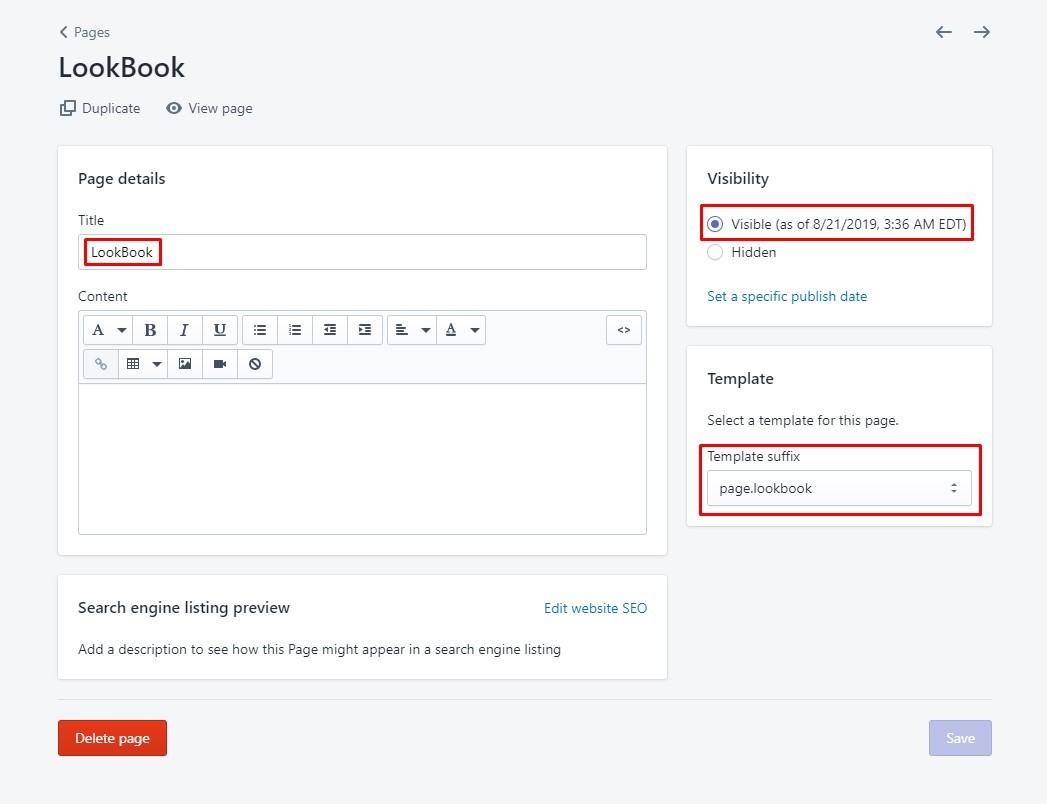 Pages
LookBook
Duplicate View page
Page details
Title
LookBook
Content
A B I U A <>
Search engine listing preview Edit website SEO
Add a description to see how this Page might appear in a search engine listing
Visibility
Visible (as of 8/21/2019, 3:36 AM EDT)
Hidden
Set a specific publish date
Template
Select a template for this page.
Template suffix
page.lookbook
Delete page Save